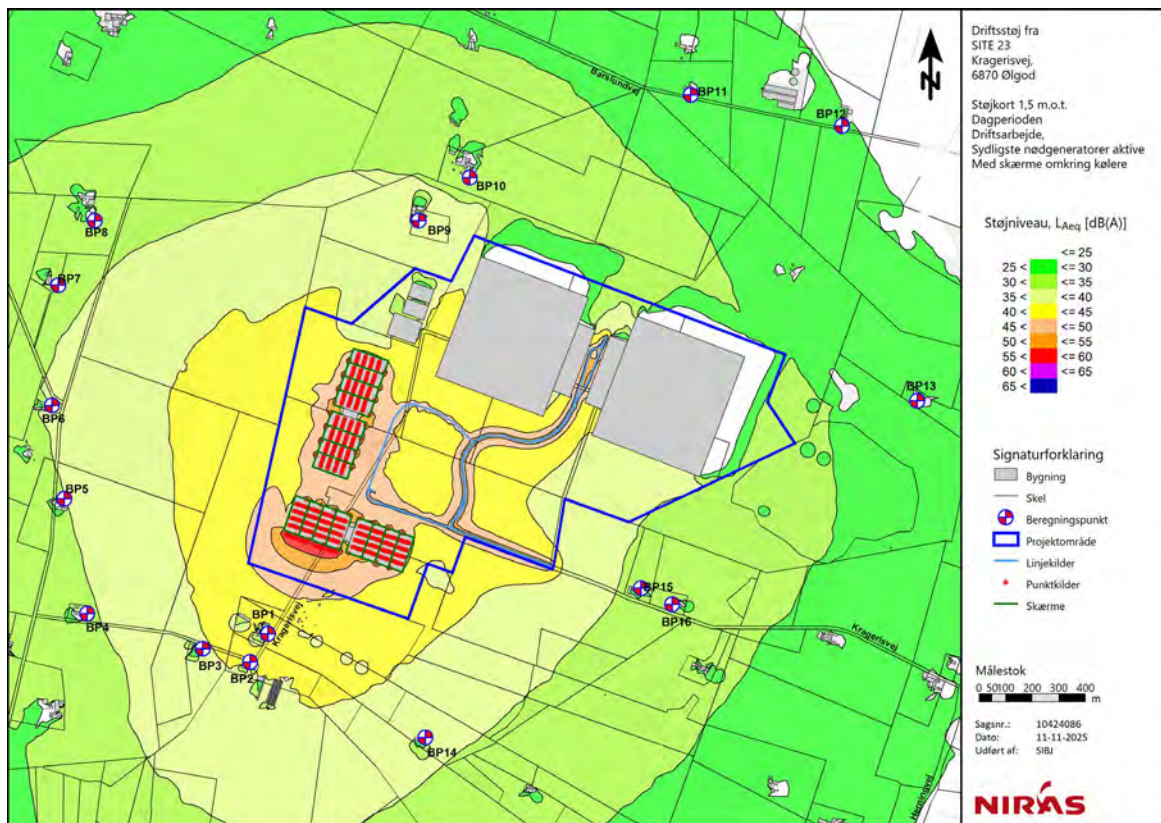 Barslundvej
BP11
BP12
BP10
BP8
BP9
BP7
BP13
BP6
BP5
BP15
BP16
BP4
BP1
Kragerisvej
BP3
BP2
Kragerisvej
BP14
Herningvej
N
Driftsstøj fra
SITE 23
Kragerisvej,
6870 Ølgod
Støjkort 1,5 m.o.t.
Dagperioden
Driftsarbejde,
Sydligste nødgeneratorer aktive
Med skærme omkring kølere
Støjniveau, LAeq [dB(A)]
<= 25
25 < <= 30
30 < <= 35
35 < <= 40
40 < <= 45
45 < <= 50
50 < <= 55
55 < <= 60
60 < <= 65
65 <
Signaturforklaring
Bygning
Skel
Beregningspunkt
Projektområde
Linjekilder
Punktkilder
Skærme
Målestok
0 50100 200 300 400
m
Sagsnr.: 10424086
Dato: 11-11-2025
Udført af: SIBJ
NIRAS